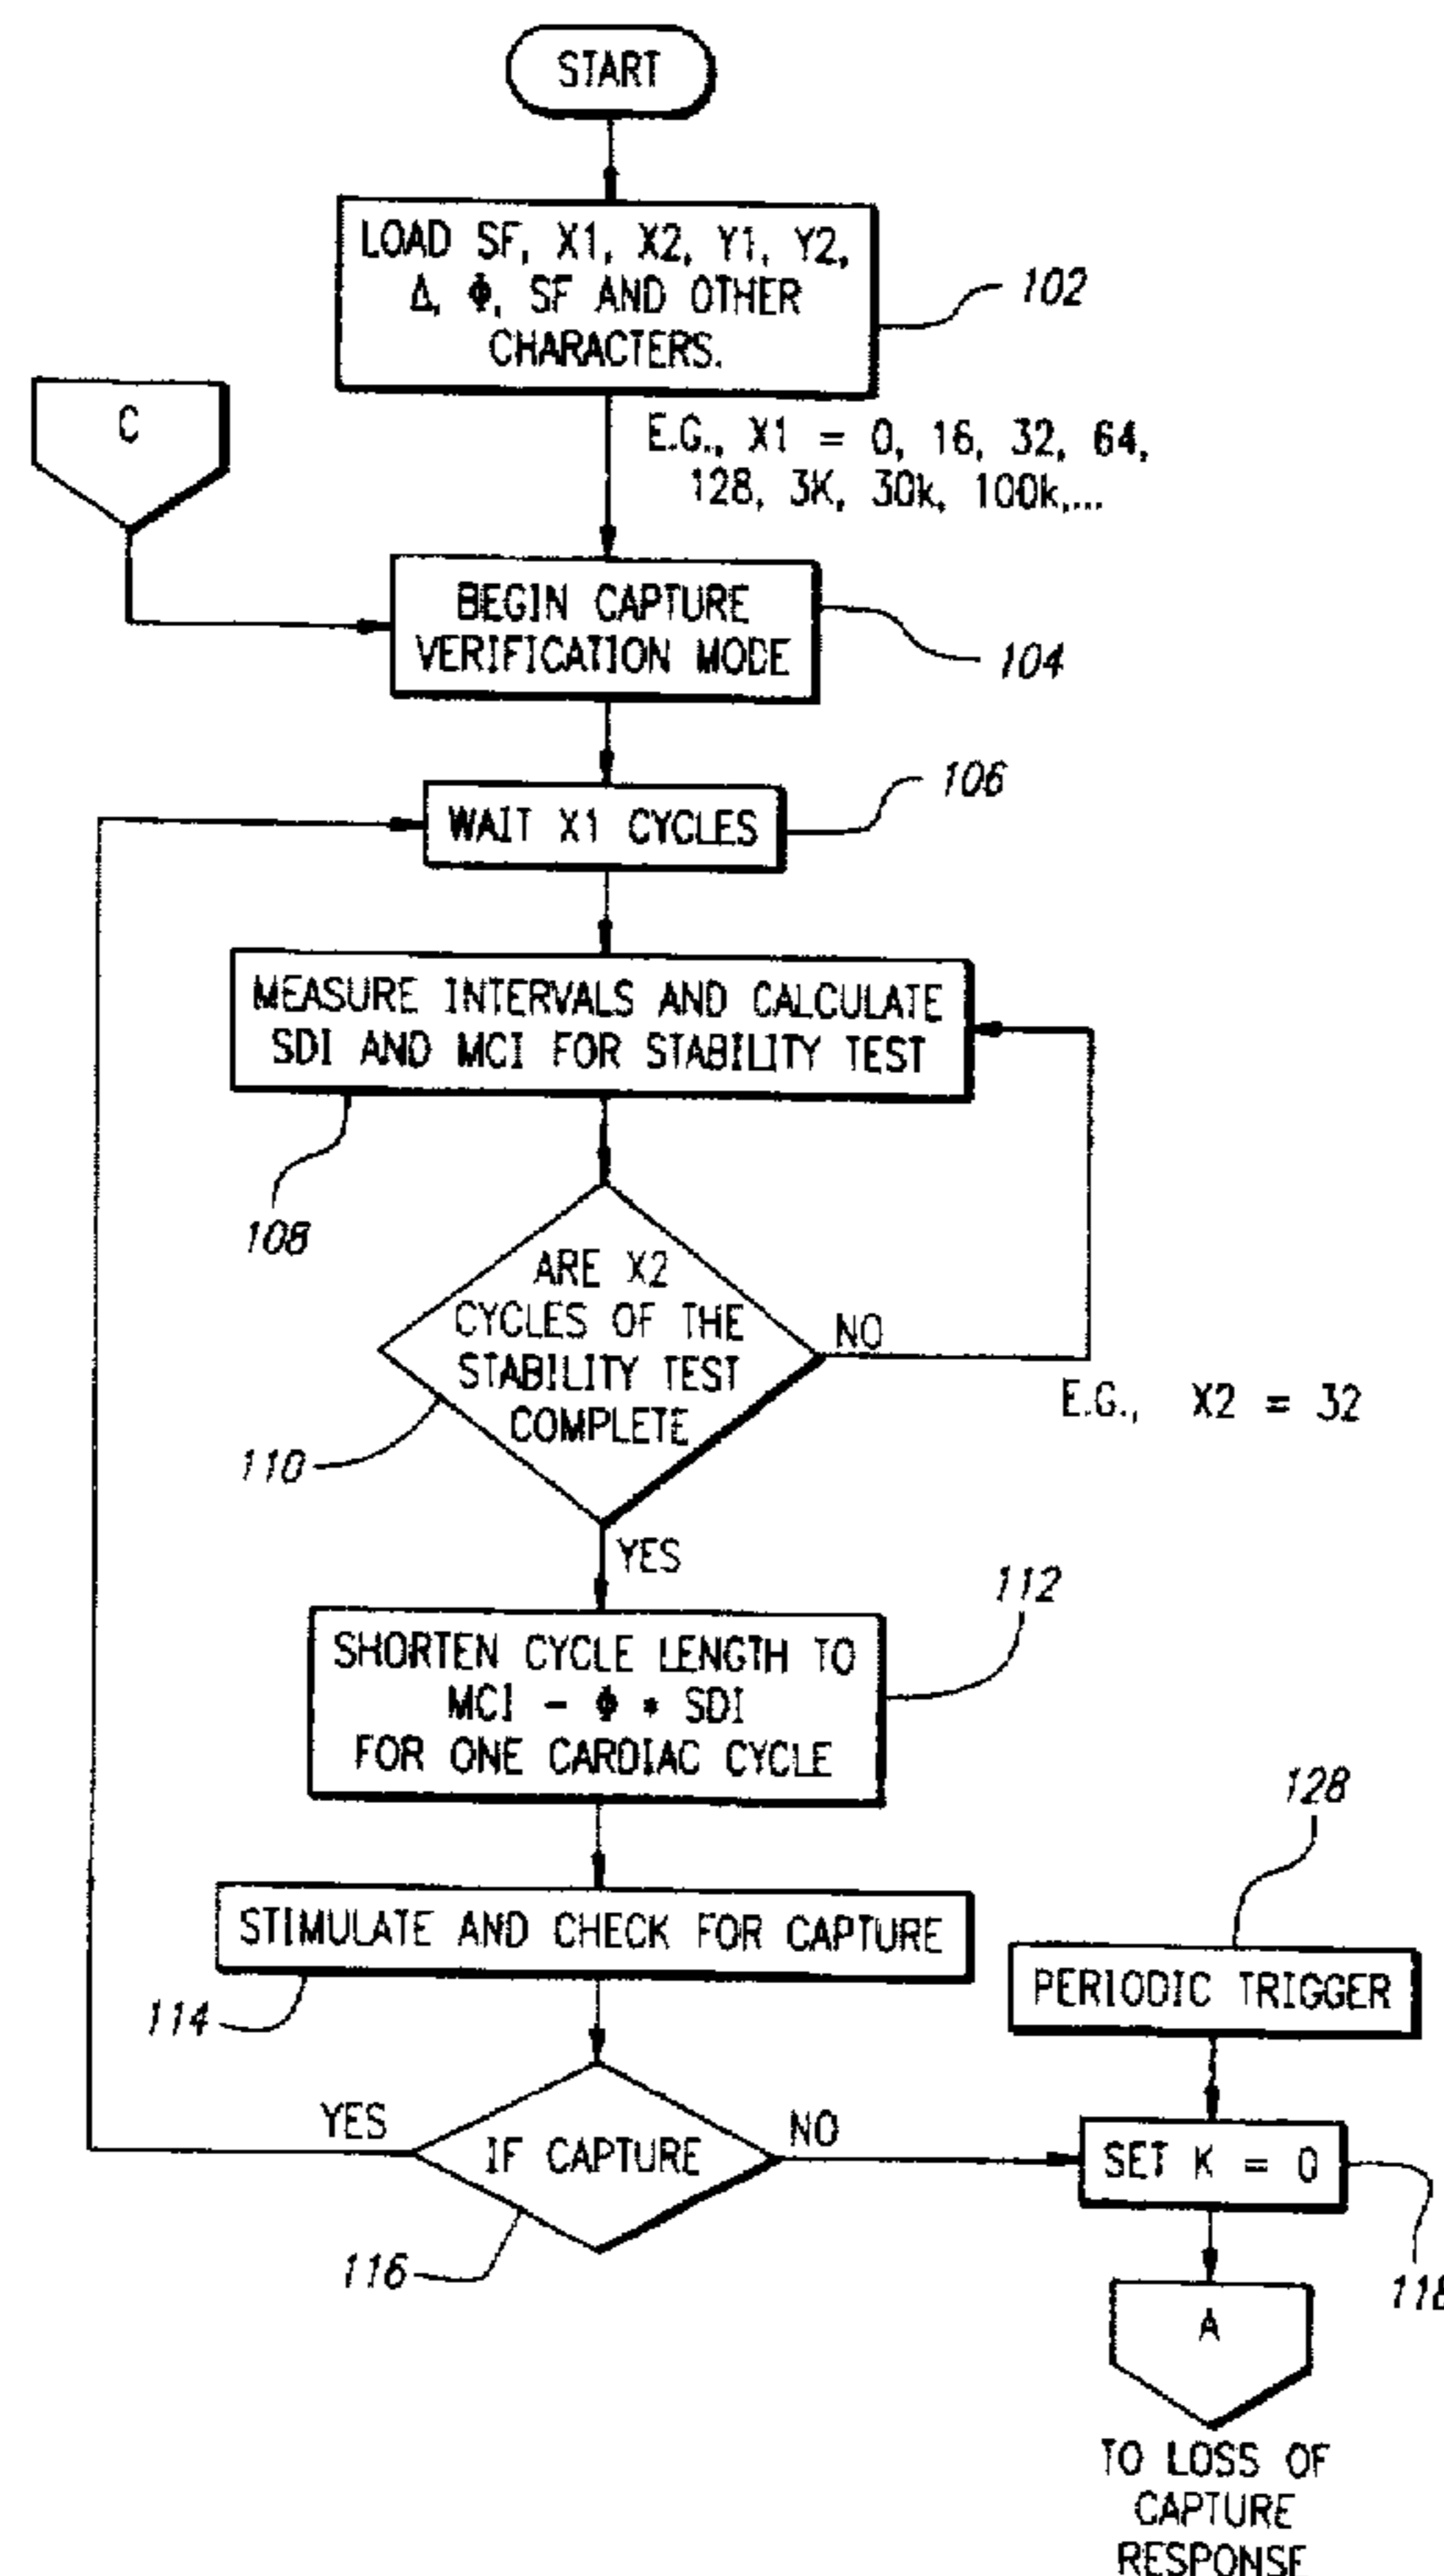 START
LOAD SF, X1, X2, Y1, Y2,
Δ, Φ, SF AND OTHER
CHARACTERS.
102
C
E.G., X1 = 0, 16, 32, 64,
128, 3K, 30k, 100k,...
BEGIN CAPTURE
VERIFICATION MODE
104
WAIT X1 CYCLES
106
MEASURE INTERVALS AND CALCULATE
SDI AND MCI FOR STABILITY TEST
108
ARE X2
CYCLES OF THE
STABILITY TEST
COMPLETE
NO
E.G., X2 = 32
110
YES
112
SHORTEN CYCLE LENGTH TO
MCI - Φ * SDI
FOR ONE CARDIAC CYCLE
128
STIMULATE AND CHECK FOR CAPTURE
PERIODIC TRIGGER
114
YES
IF CAPTURE
NO
SET K = 0
116
118
A
TO LOSS OF
CAPTURE
RESPONSE